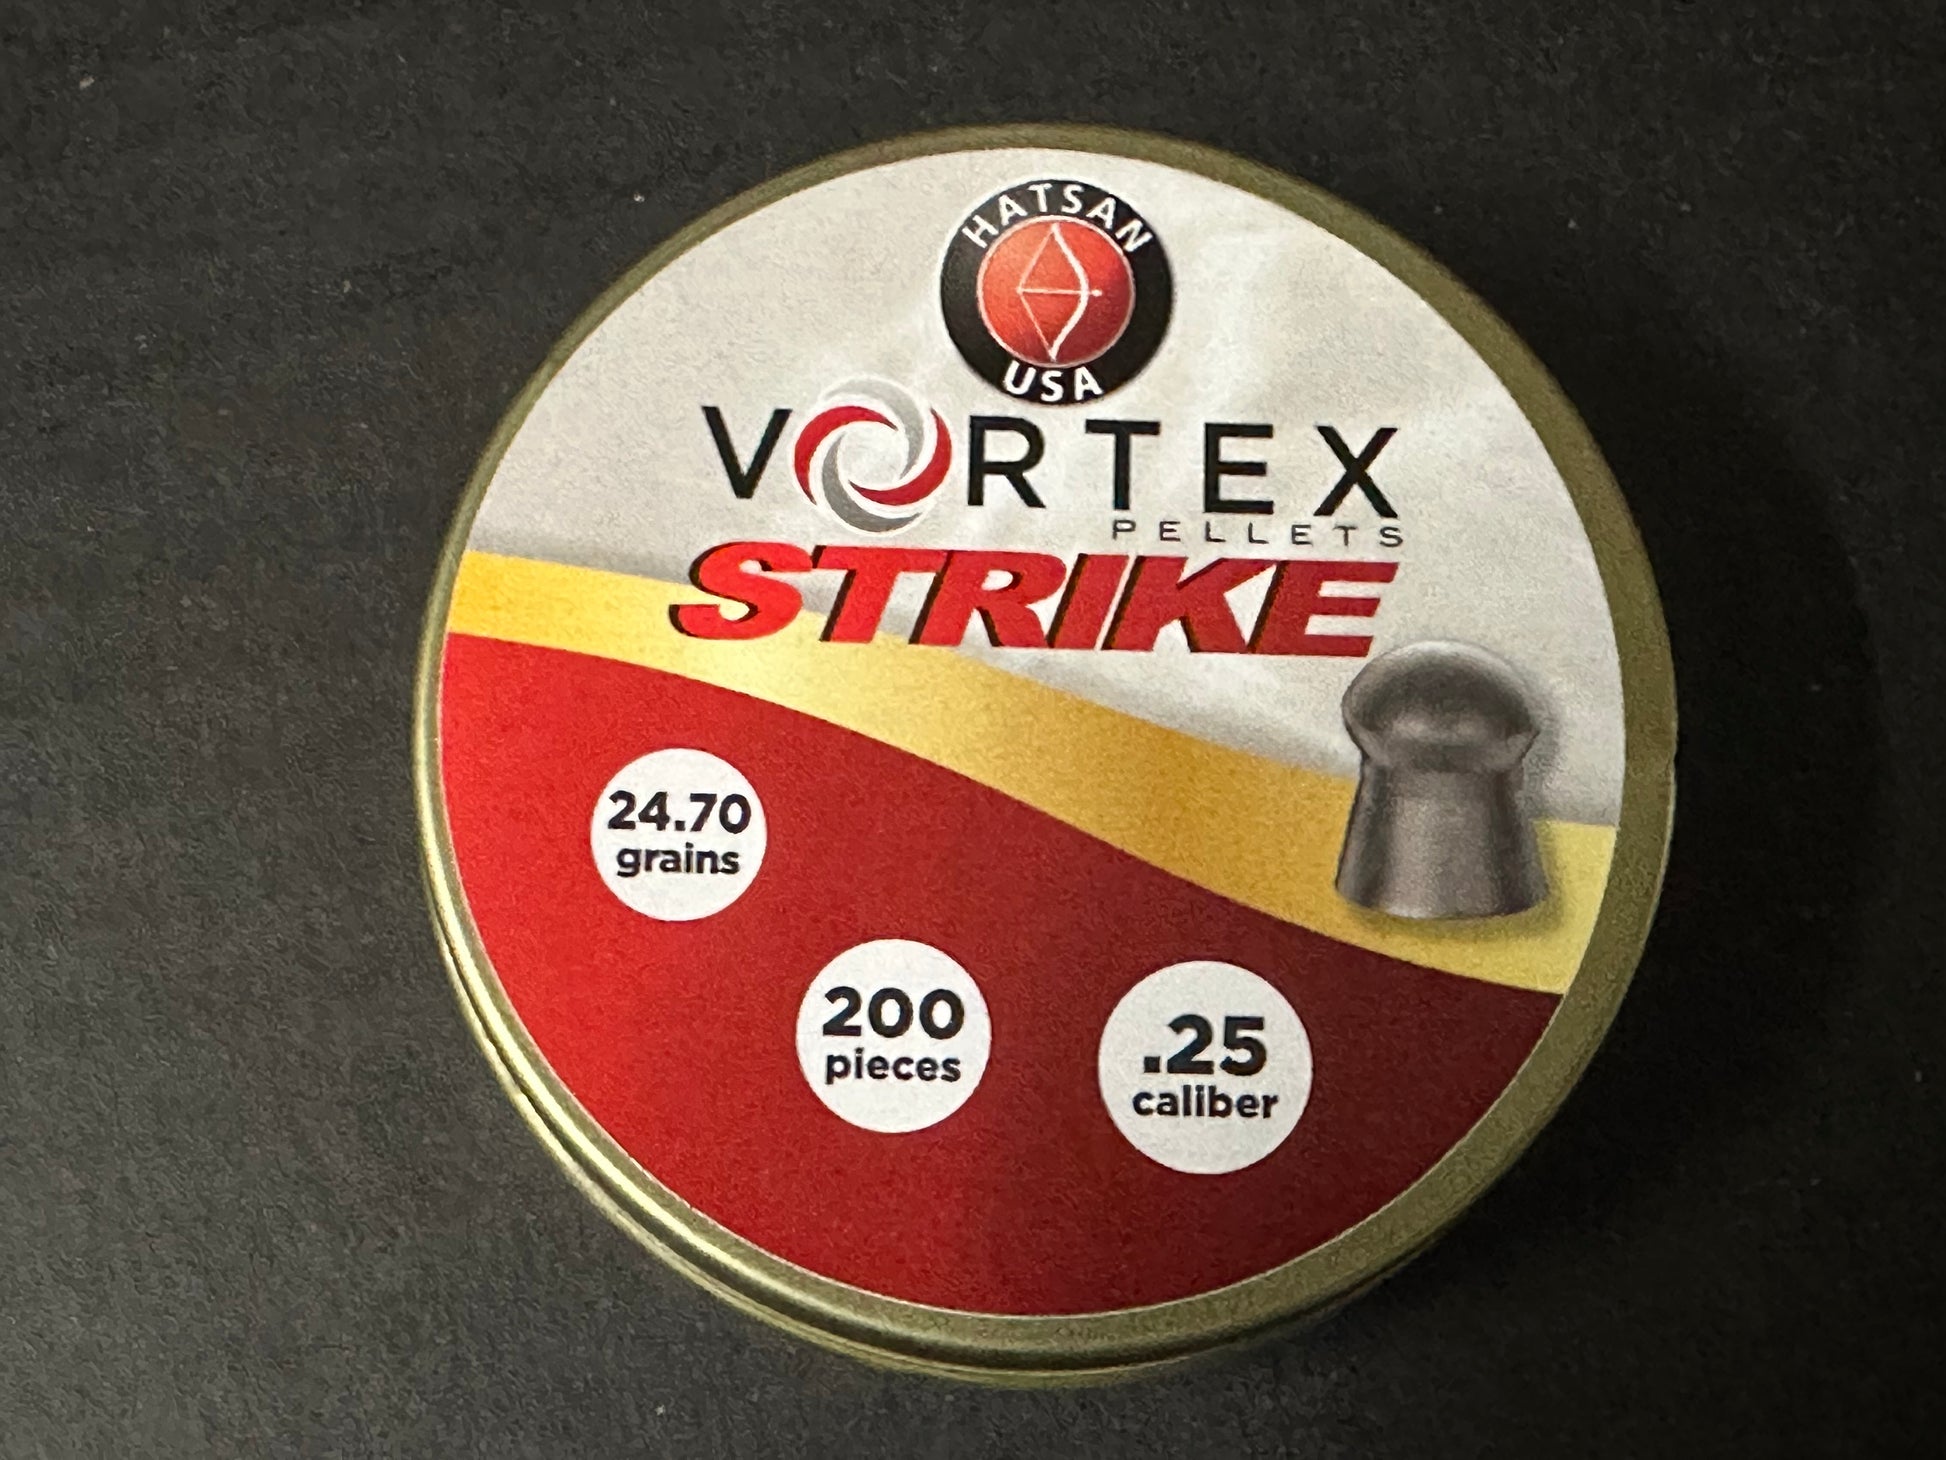 HATSAN
USA
VORTEX
PELLETS
STRIKE
24.70
grains
200
pieces
.25
caliber